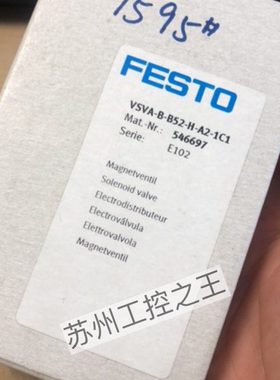 1595#
FESTO
VSVA-B-B52-H-A2-1C1
Mat.-Nr.: 546697
Serie: E102
Magnetventil
Solenoid valve
Electrodistributeur
Electroválvula
Elettrovalvola
Magnetventil
苏州工控之王